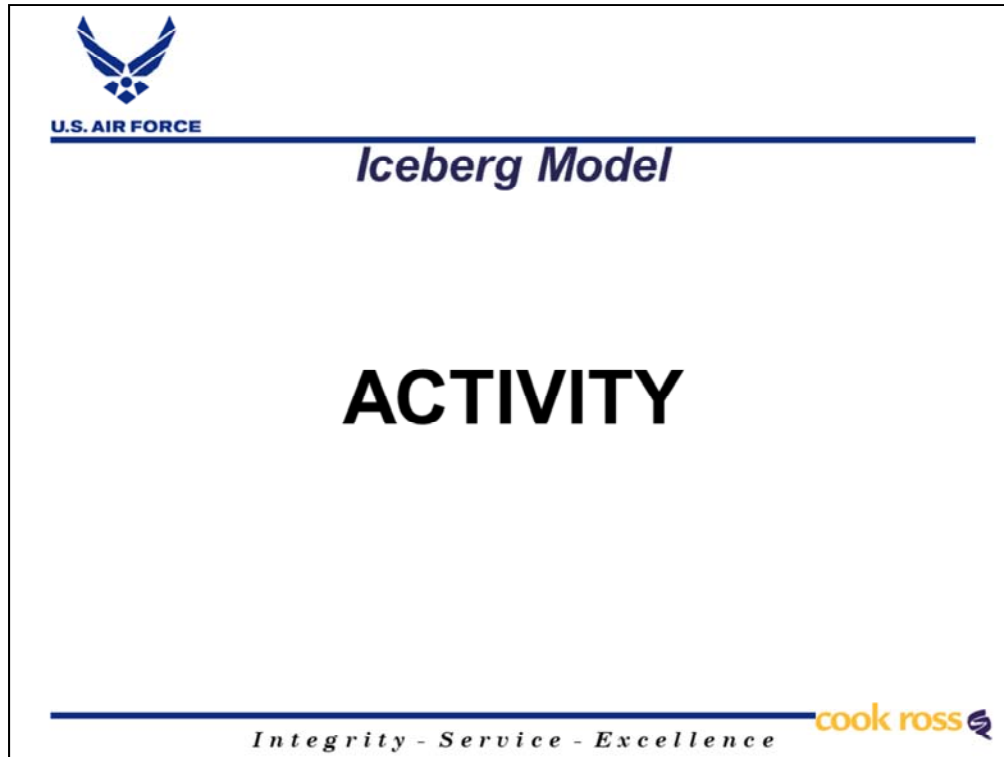 U.S. AIR FORCE
Iceberg Model
ACTIVITY
Integrity - Service - Excellence
cook ross